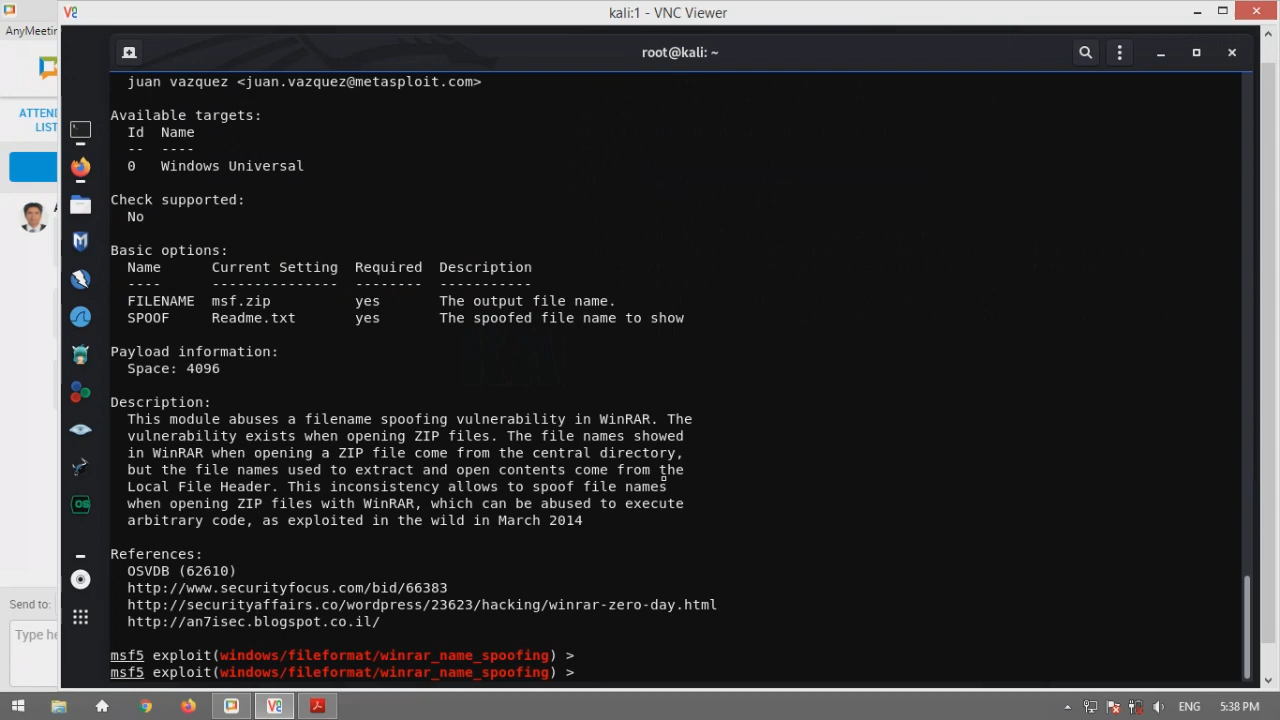 kali:1 - VNC Viewer
AnyMeeti
root@kali: ~
ATTEND
LIST
juan vazquez <juan.vazquez@metasploit.com>
Available targets:
Id  Name
--  ----
0   Windows Universal
Check supported:
No
Basic options:
Name      Current Setting  Required  Description
----      ---------------  --------  -----------
FILENAME  msf.zip          yes       The output file name.
SPOOF     Readme.txt       yes       The spoofed file name to show
Payload information:
Space: 4096
Description:
This module abuses a filename spoofing vulnerability in WinRAR. The
vulnerability exists when opening ZIP files. The file names showed
in WinRAR when opening a ZIP file come from the central directory,
but the file names used to extract and open contents come from the
Local File Header. This inconsistency allows to spoof file names
when opening ZIP files with WinRAR, which can be abused to execute
arbitrary code, as exploited in the wild in March 2014
References:
OSVDB (62610)
http://www.securityfocus.com/bid/66383
http://securityaffairs.co/wordpress/23623/hacking/winrar-zero-day.html
http://an7isec.blogspot.co.il/
msf5 exploit(windows/fileformat/winrar_name_spoofing) >
msf5 exploit(windows/fileformat/winrar_name_spoofing) >
Send to:
Type he
ENG
5:38 PM